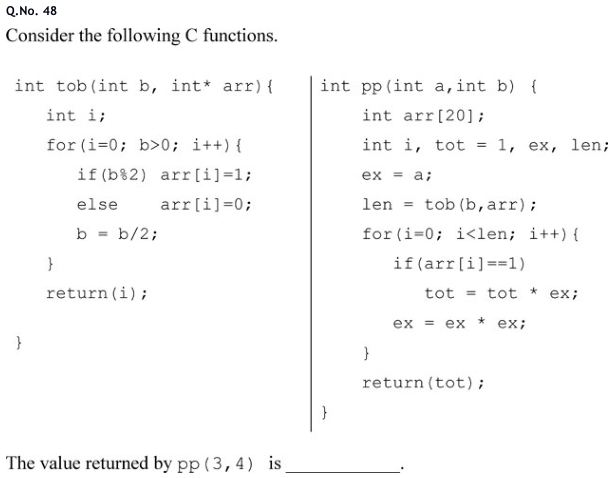 Q.No. 48
Consider the following C functions.
int tob(int b, int* arr){
int i;
for(i=0; b>0; i++){
if(b%2) arr[i]=1;
else arr[i]=0;
b = b/2;
}
return(i);
}
int pp(int a,int b) {
int arr[20];
int i, tot = 1, ex, len;
ex = a;
len = tob(b,arr);
for(i=0; i<len; i++){
if(arr[i]==1)
tot = tot * ex;
ex = ex * ex;
}
return(tot);
}
The value returned by pp(3,4) is ____________.